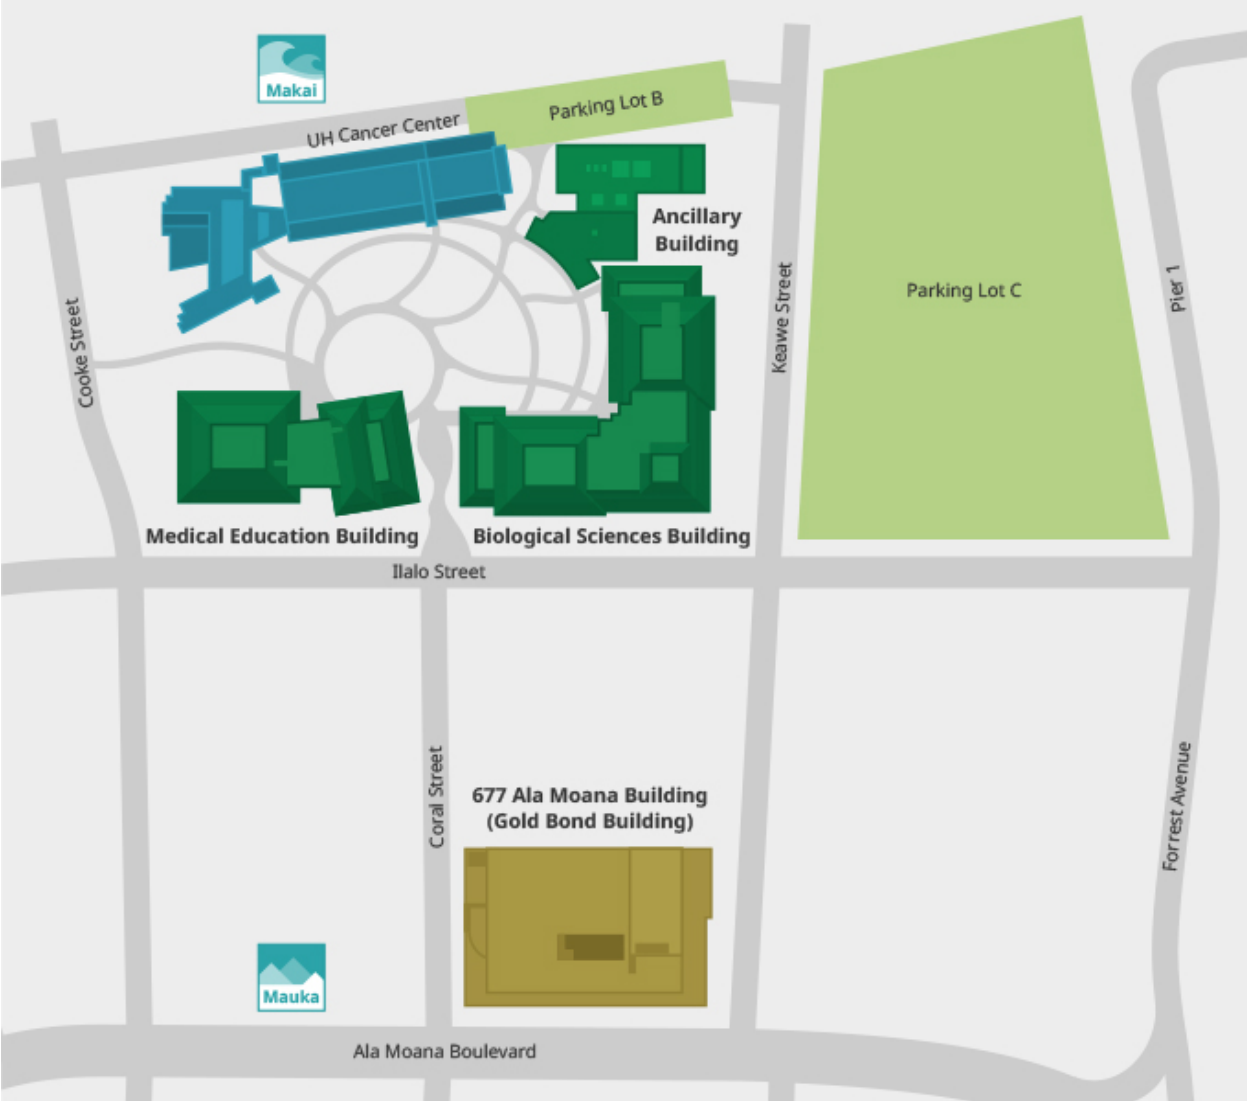 Makai
UH Cancer Center
Parking Lot B
Ancillary
Building
Cooke Street
Keawe Street
Parking Lot C
Pier 1
Medical Education Building
Biological Sciences Building
Ilalo Street
Coral Street
677 Ala Moana Building
(Gold Bond Building)
Forrest Avenue
Mauka
Ala Moana Boulevard